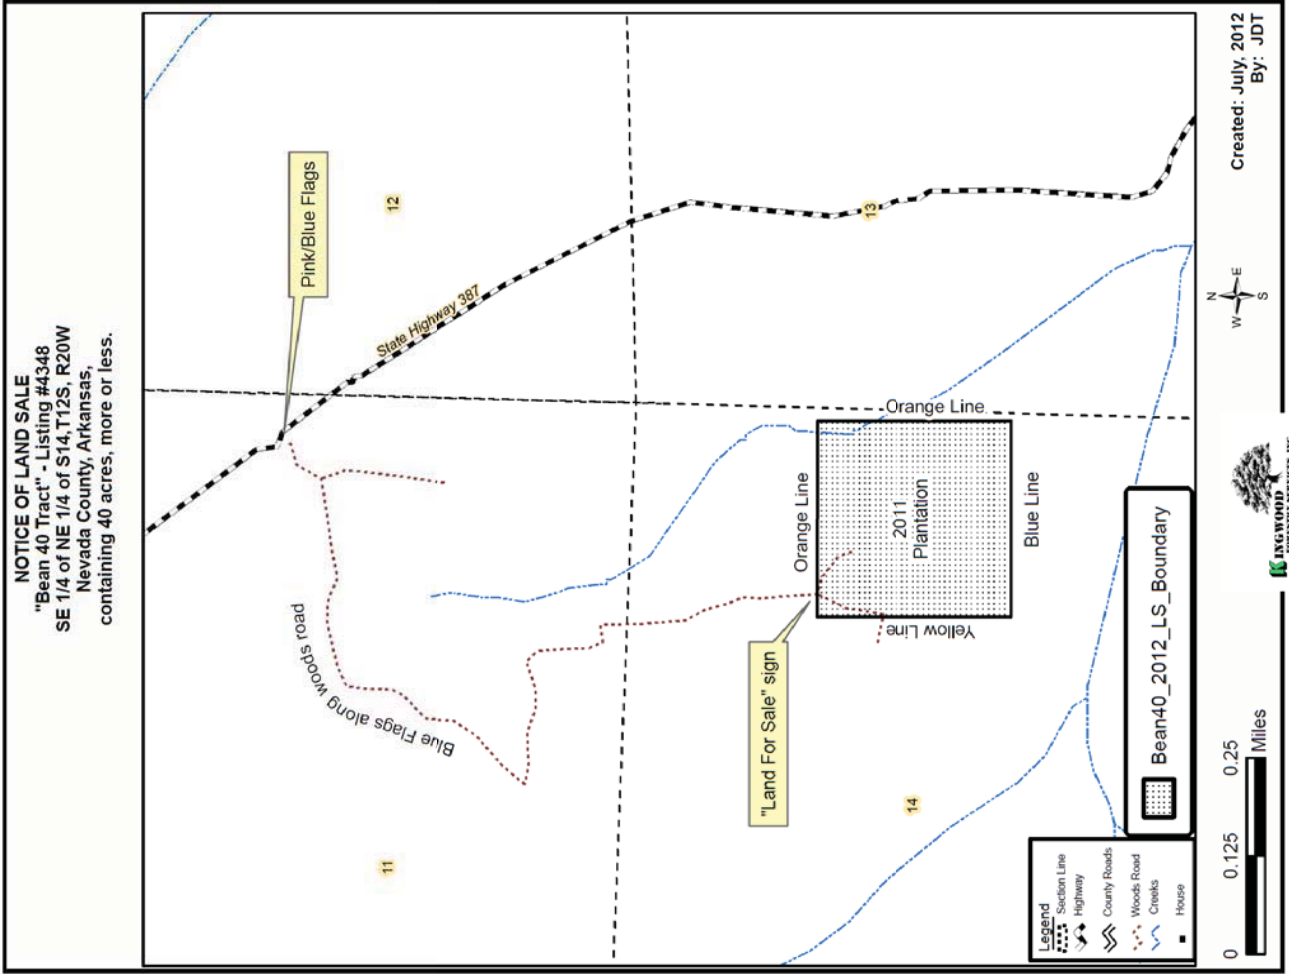 NOTICE OF LAND SALE
"Bean 40 Tract" - Listing #4348
SE 1/4 of NE 1/4 of S14,T12S, R20W
Nevada County, Arkansas,
containing 40 acres, more or less.
Pink/Blue Flags
12
State Highway 387
Blue Flags along woods road
11
13
Orange Line
Orange Line
2011
Plantation
Blue Line
Yellow Line
"Land For Sale" sign
14
Legend
Section Line
Highway
County Roads
Woods Road
Creeks
House
Bean40_2012_LS_Boundary
0 0.125 0.25
Miles
N
W E
S
KINGWOOD
Created: July, 2012
By: JDT